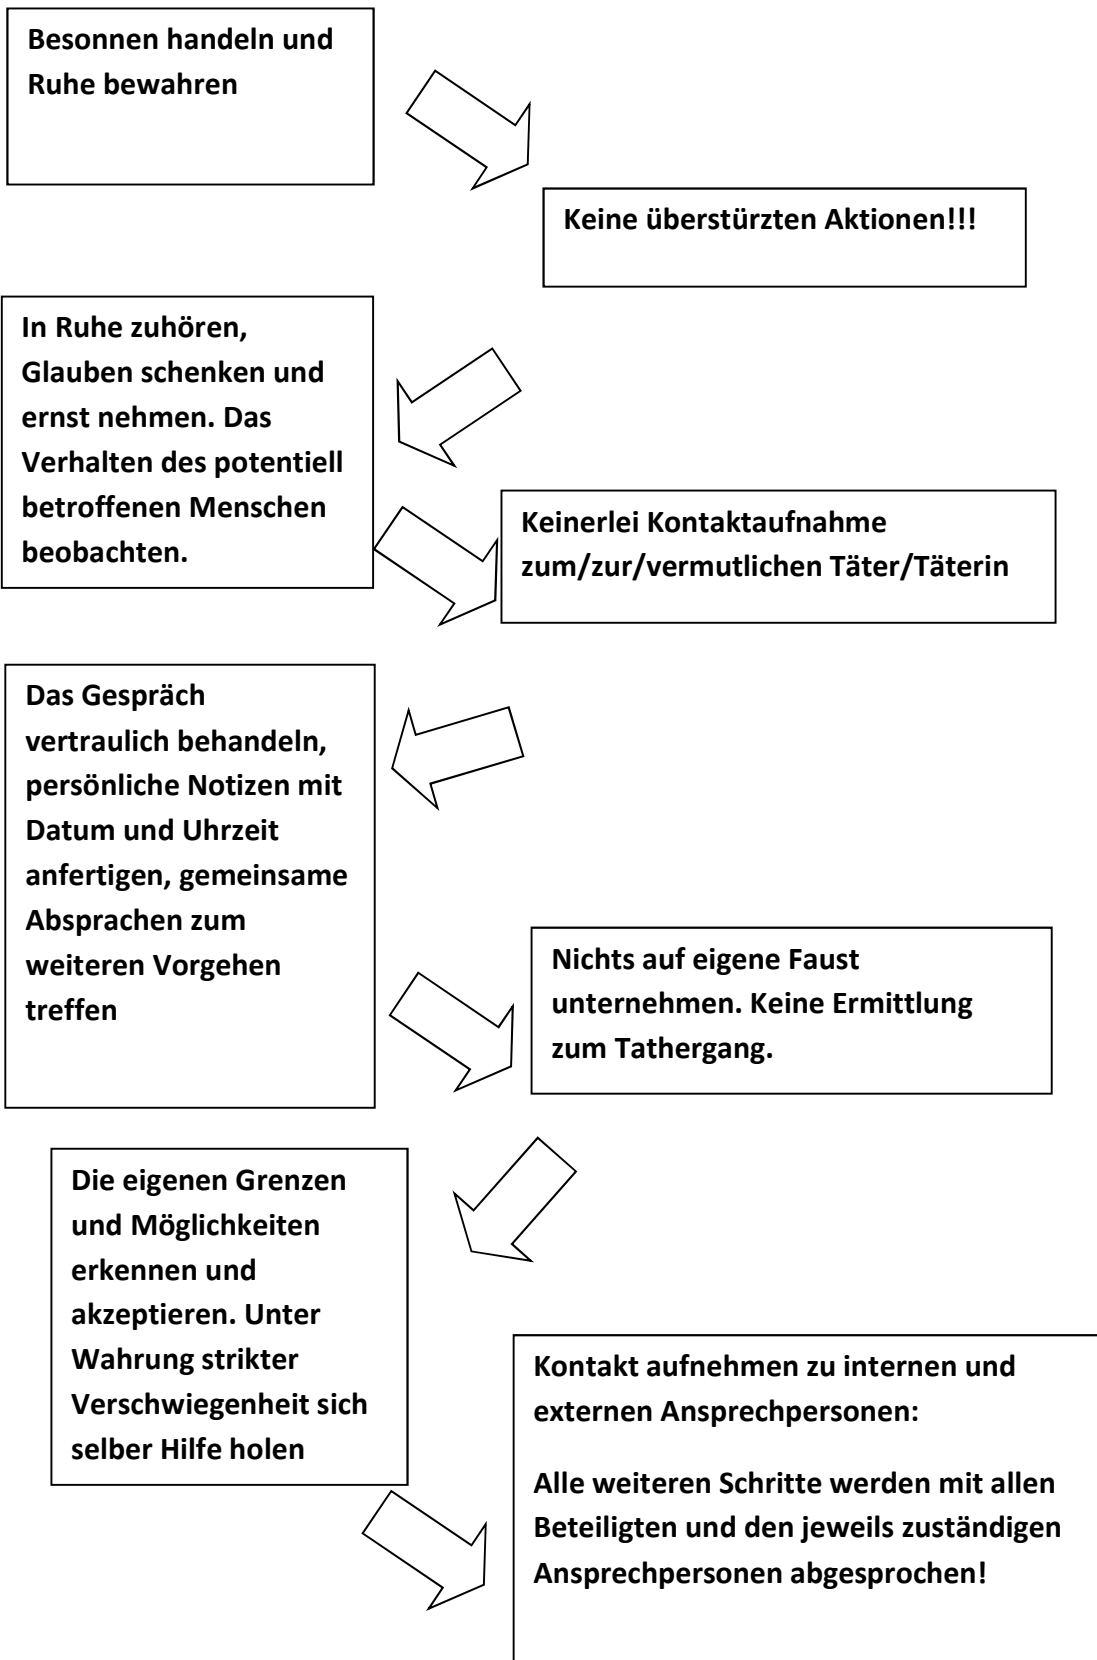 Besonnen handeln und
Ruhe bewahren
Keine überstürzten Aktionen!!!
In Ruhe zuhören,
Glauben schenken und
ernst nehmen. Das
Verhalten des potentiell
betroffenen Menschen
beobachten.
Keinerlei Kontaktaufnahme
zum/zur/vermutlichen Täter/Täterin
Das Gespräch
vertraulich behandeln,
persönliche Notizen mit
Datum und Uhrzeit
anfertigen, gemeinsame
Absprachen zum
weiteren Vorgehen
treffen
Nichts auf eigene Faust
unternehmen. Keine Ermittlung
zum Tathergang.
Die eigenen Grenzen
und Möglichkeiten
erkennen und
akzeptieren. Unter
Wahrung strikter
Verschwiegenheit sich
selber Hilfe holen
Kontakt aufnehmen zu internen und
externen Ansprechpersonen:
Alle weiteren Schritte werden mit allen
Beteiligten und den jeweils zuständigen
Ansprechpersonen abgesprochen!